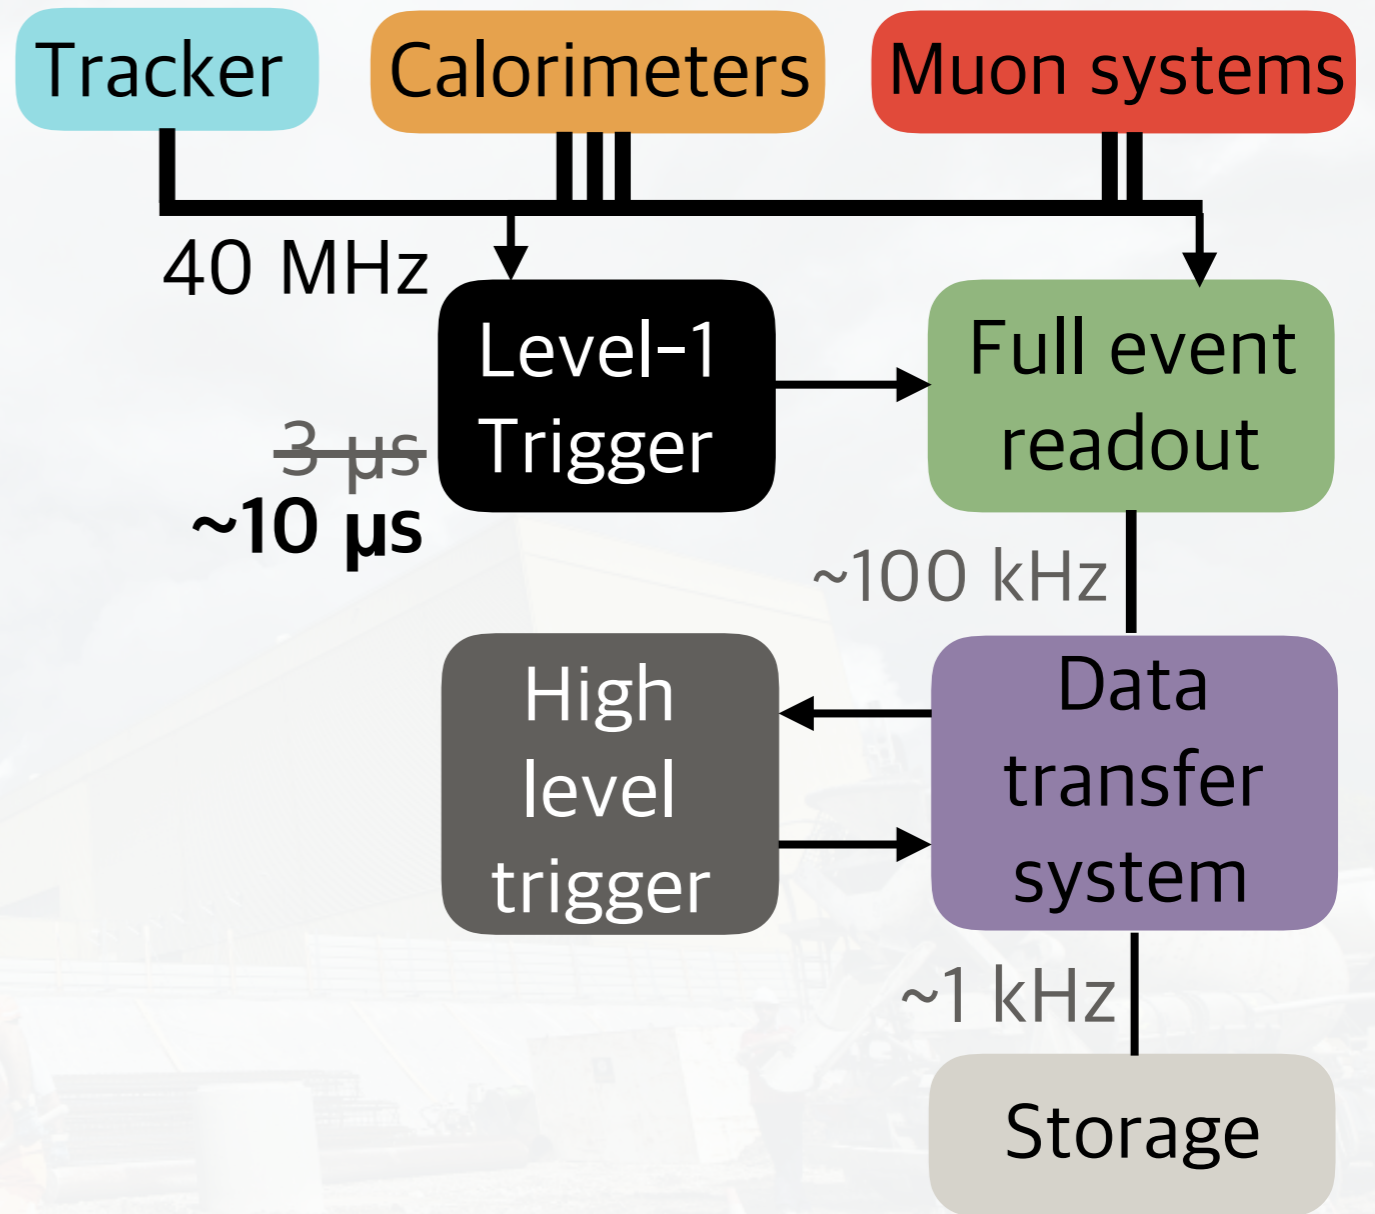 Tracker
Calorimeters
Muon systems
40 MHz
Level-1
Trigger
Full event
readout
3 µs
~10 µs
~100 kHz
High
level
trigger
Data
transfer
system
~1 kHz
Storage